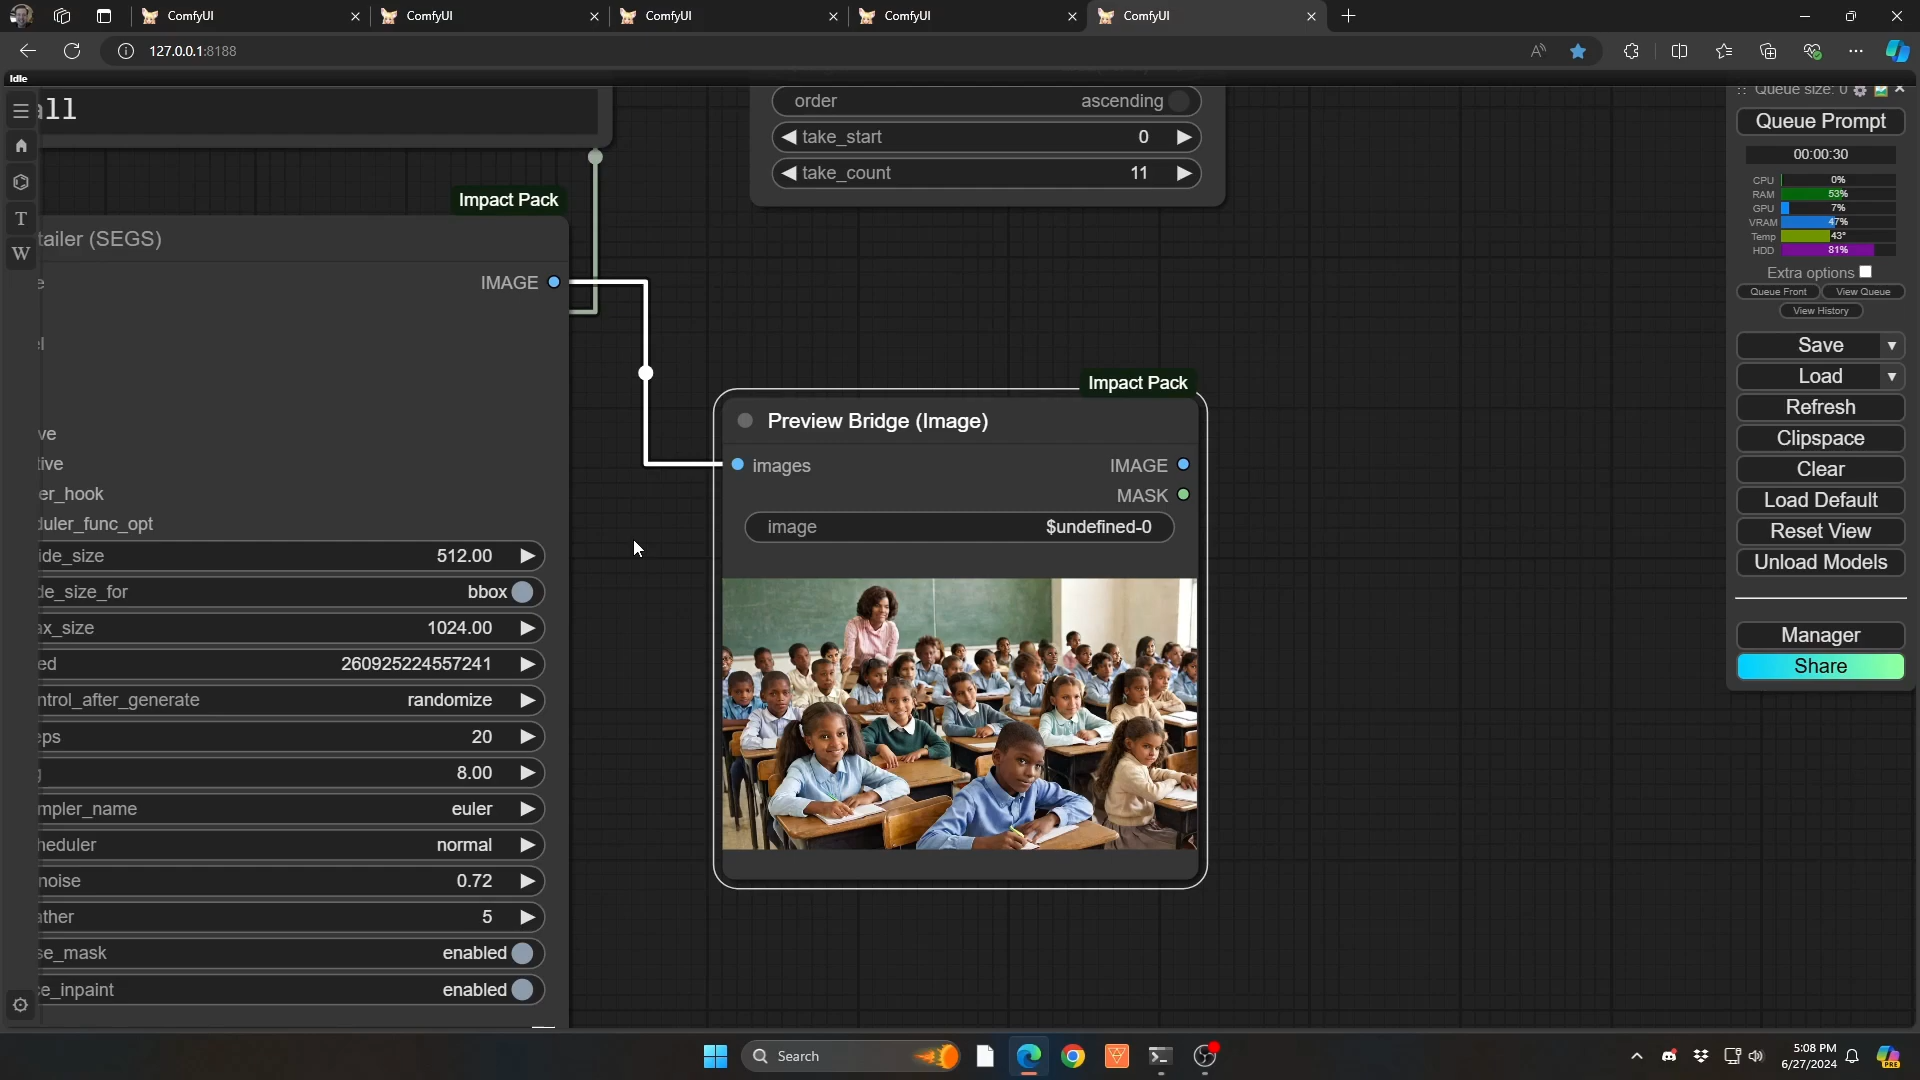 ComfyUI
ComfyUI
ComfyUI
ComfyUI
ComfyUI
127.0.0.1:8188
Idle
all
T
W
order ascending
take_start 0
take_count 11
Impact Pack
tailer (SEGS)
IMAGE
e
el
ve
tive
er_hook
duler_func_opt
ide_size 512.00
de_size_for bbox
ax_size 1024.00
ed 260925224557241
ntrol_after_generate randomize
eps 20
g 8.00
mpler_name euler
heduler normal
noise 0.72
ather 5
se_mask enabled
ce_inpaint enabled
Impact Pack
Preview Bridge (Image)
images IMAGE
MASK
image $undefined-0
Queue size: 0
Queue Prompt
00:00:30
CPU 0%
RAM 53%
GPU 7%
VRAM 47%
Temp 43°
HDD 81%
Extra options
Queue Front View Queue
View History
Save
Load
Refresh
Clipspace
Clear
Load Default
Reset View
Unload Models
Manager
Share
Search
5:08 PM
6/27/2024
PRE